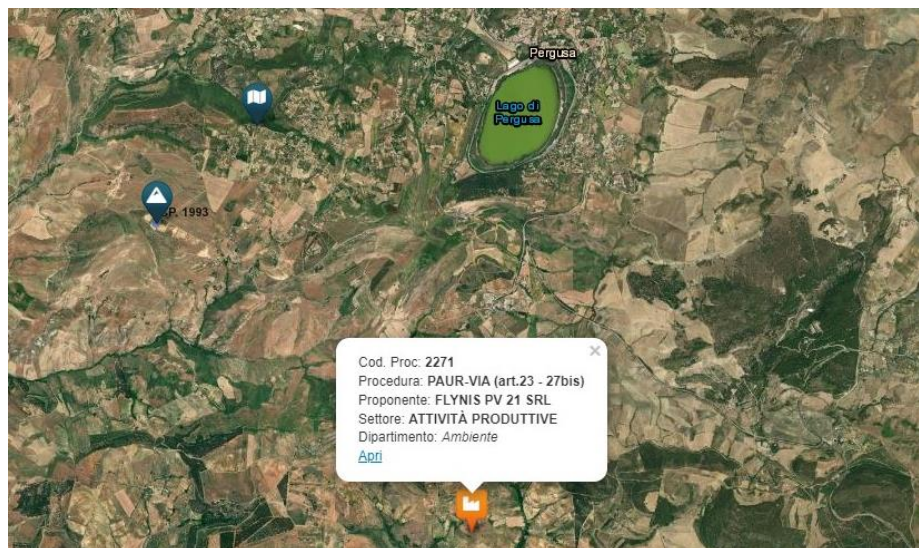 Pergusa
Lago di
Pergusa
P. 1993
×
Cod. Proc: 2271
Procedura: PAUR-VIA (art.23 - 27bis)
Proponente: FLYNIS PV 21 SRL
Settore: ATTIVITÀ PRODUTTIVE
Dipartimento: Ambiente
Apri